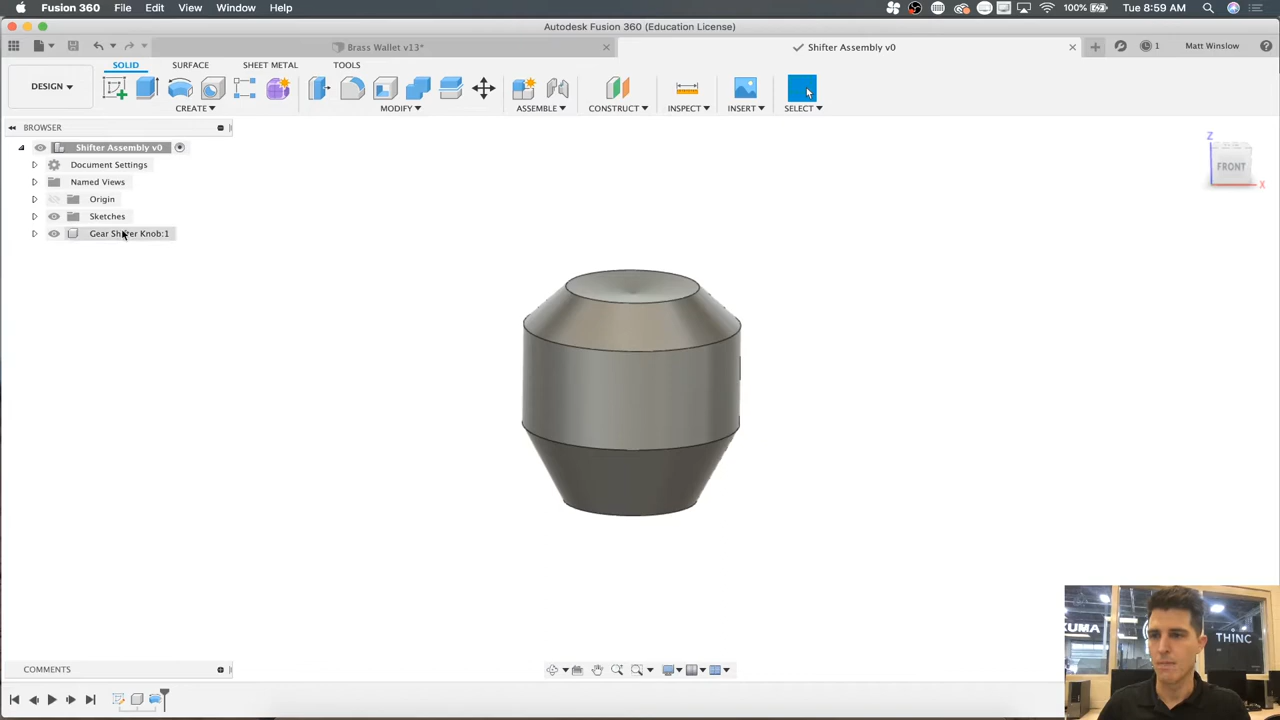 Fusion 360 File Edit View Window Help 100% Tue 8:59 AM
Autodesk Fusion 360 (Education License)
Brass Wallet v13* Shifter Assembly v0 1 Matt Winslow
SOLID SURFACE SHEET METAL TOOLS
DESIGN CREATE MODIFY ASSEMBLE CONSTRUCT INSPECT INSERT SELECT
BROWSER
Shifter Assembly v0
Document Settings
Named Views
Origin
Sketches
Gear Shifter Knob:1
Z
FRONT
X
KUMA THINC
COMMENTS